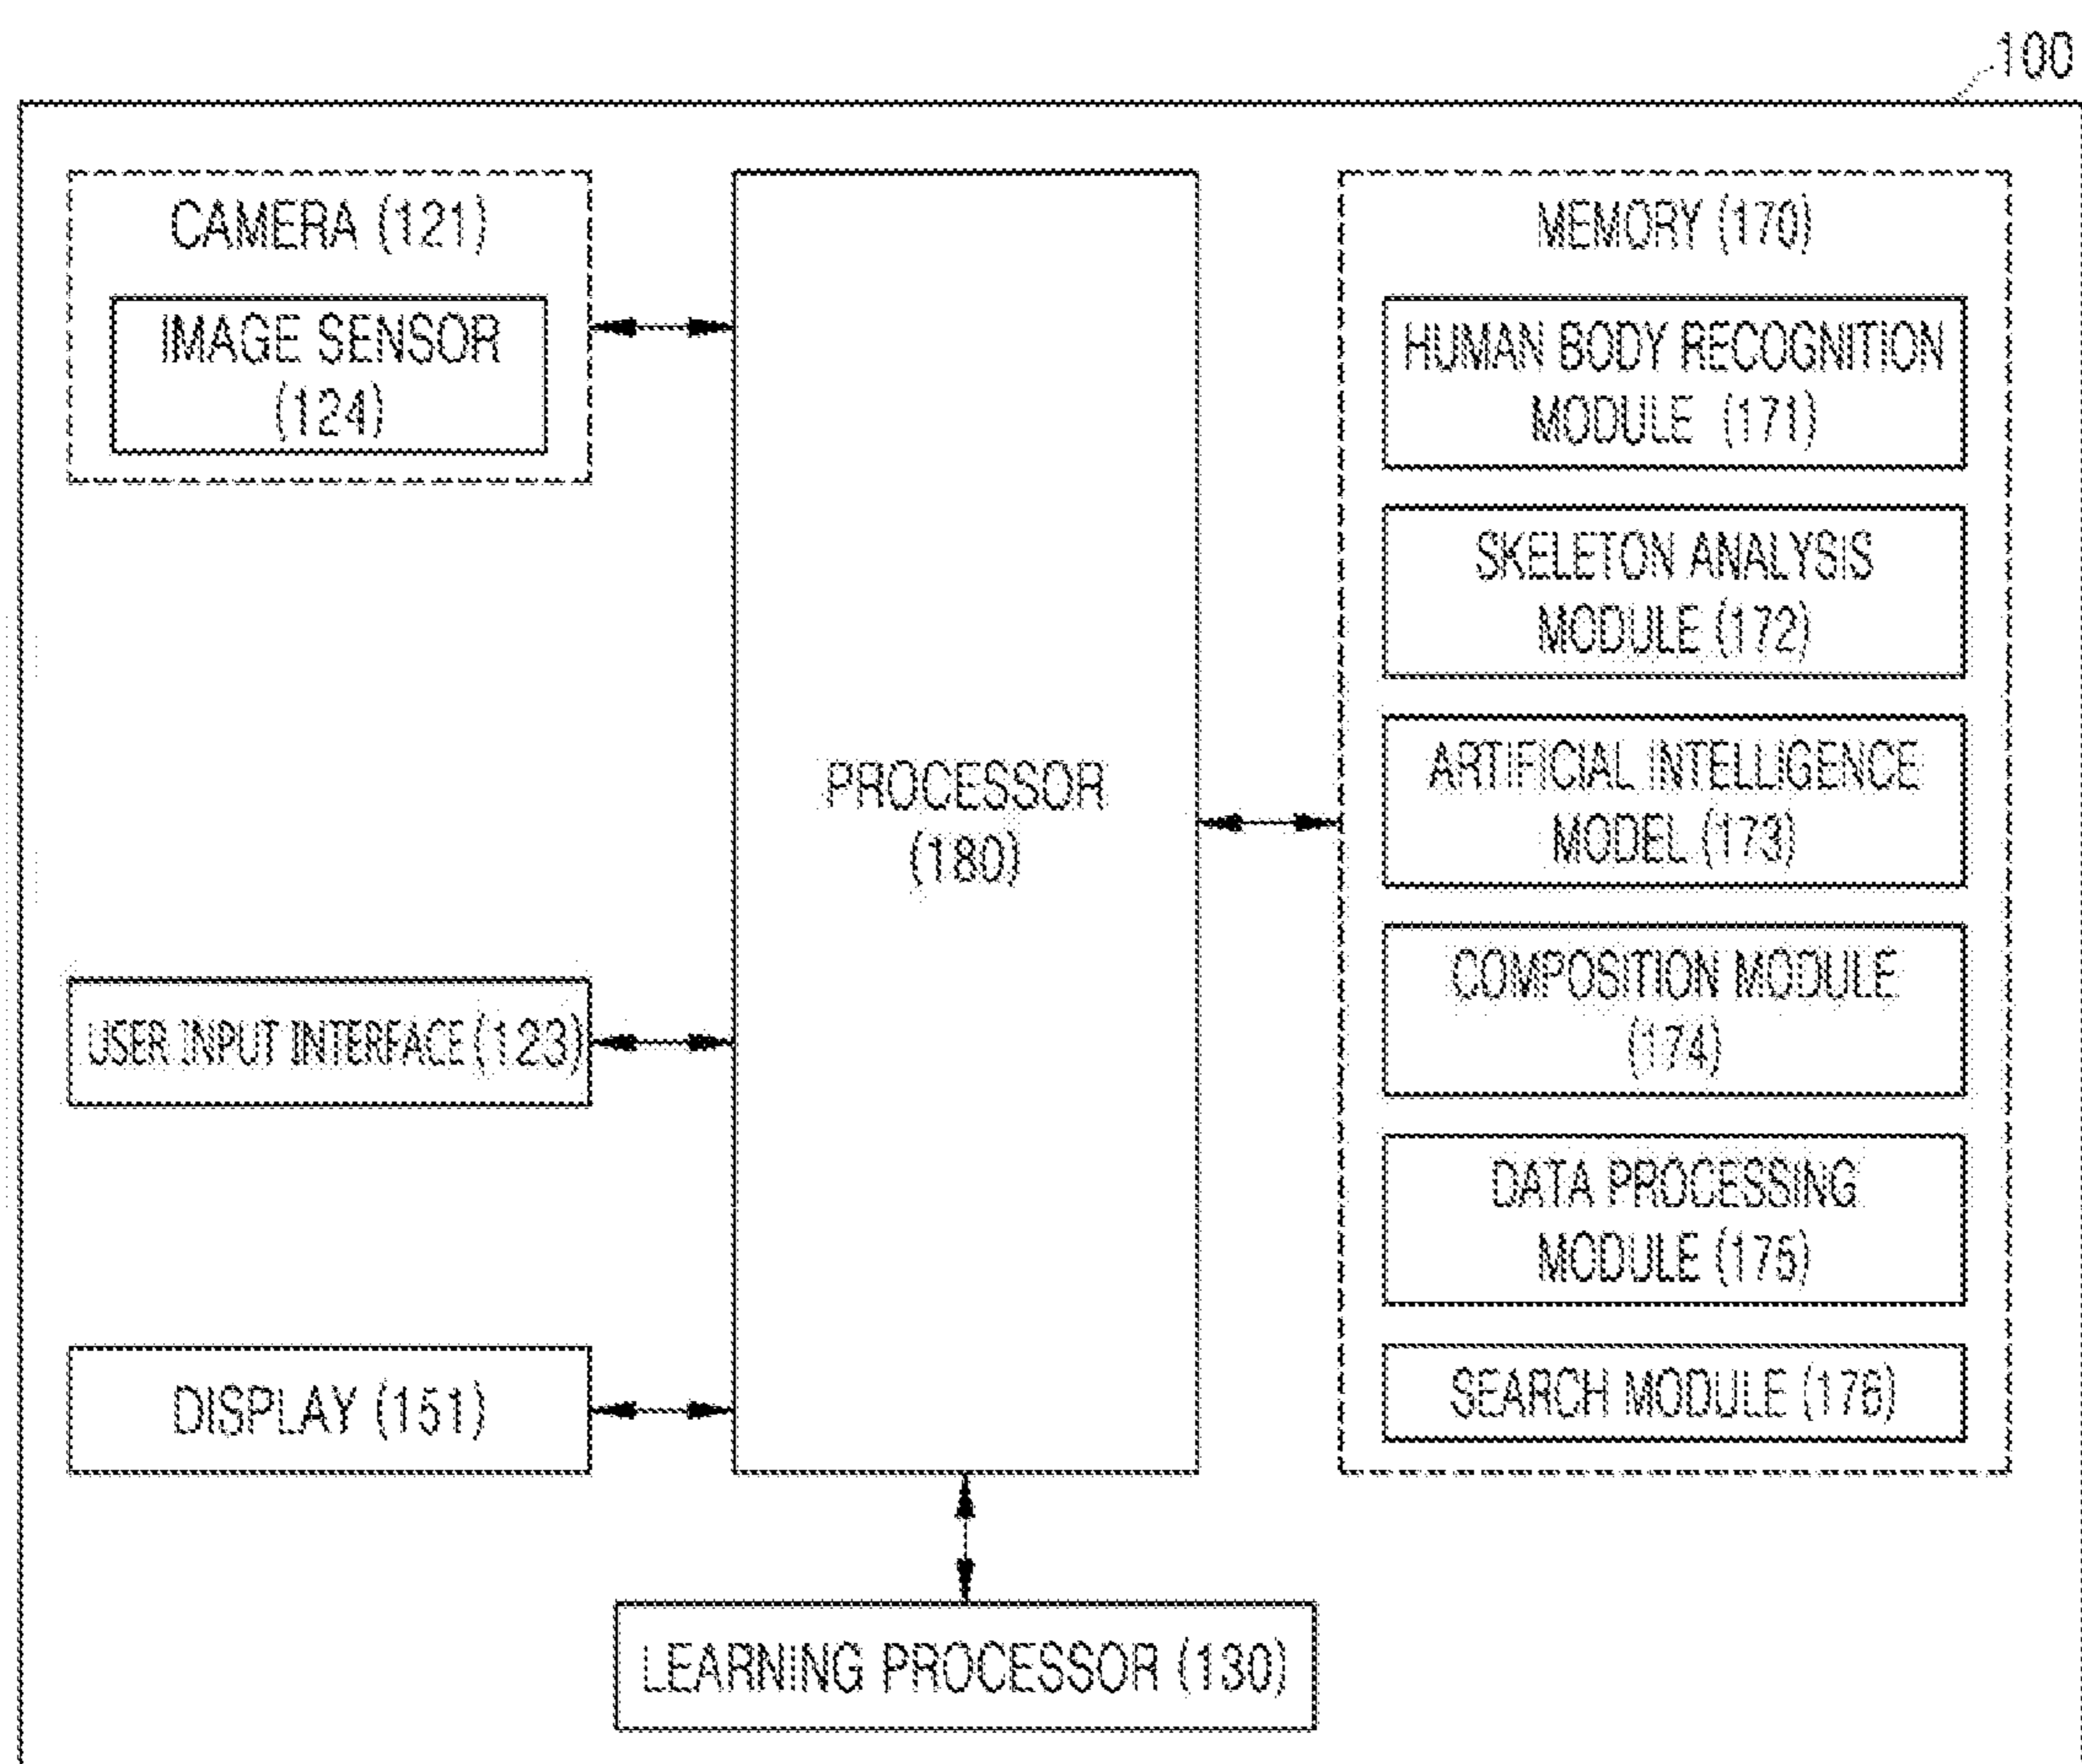 100
CAMERA (121)
IMAGE SENSOR
(124)
USER INPUT INTERFACE (123)
DISPLAY (151)
PROCESSOR
(180)
LEARNING PROCESSOR (130)
MEMORY (170)
HUMAN BODY RECOGNITION
MODULE (171)
SKELETON ANALYSIS
MODULE (172)
ARTIFICIAL INTELLIGENCE
MODEL (173)
COMPOSITION MODULE
(174)
DATA PROCESSING
MODULE (175)
SEARCH MODULE (176)